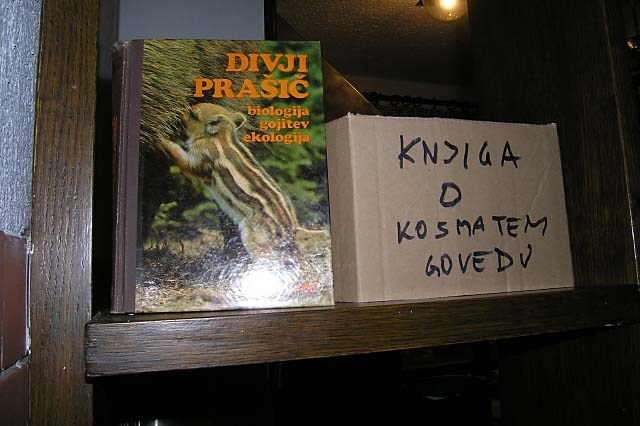 DIVJI
PRAŠIČ
biologija
gojitev
ekologija
KNJIGA
O
KOSMATEM
GOVEDU